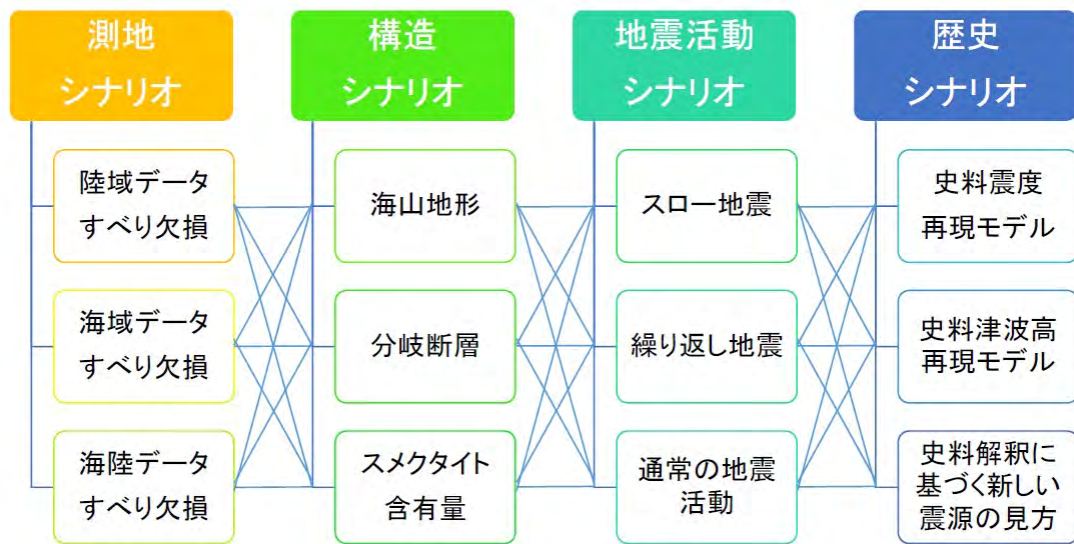 測地
シナリオ
構造
シナリオ
地震活動
シナリオ
歴史
シナリオ
陸域データ
すべり欠損
海山地形
スロー地震
史料震度
再現モデル
海域データ
すべり欠損
分岐断層
繰り返し地震
史料津波高
再現モデル
海陸データ
すべり欠損
スメクタイト
含有量
通常の地震
活動
史料解釈に
基づく新しい
震源の見方